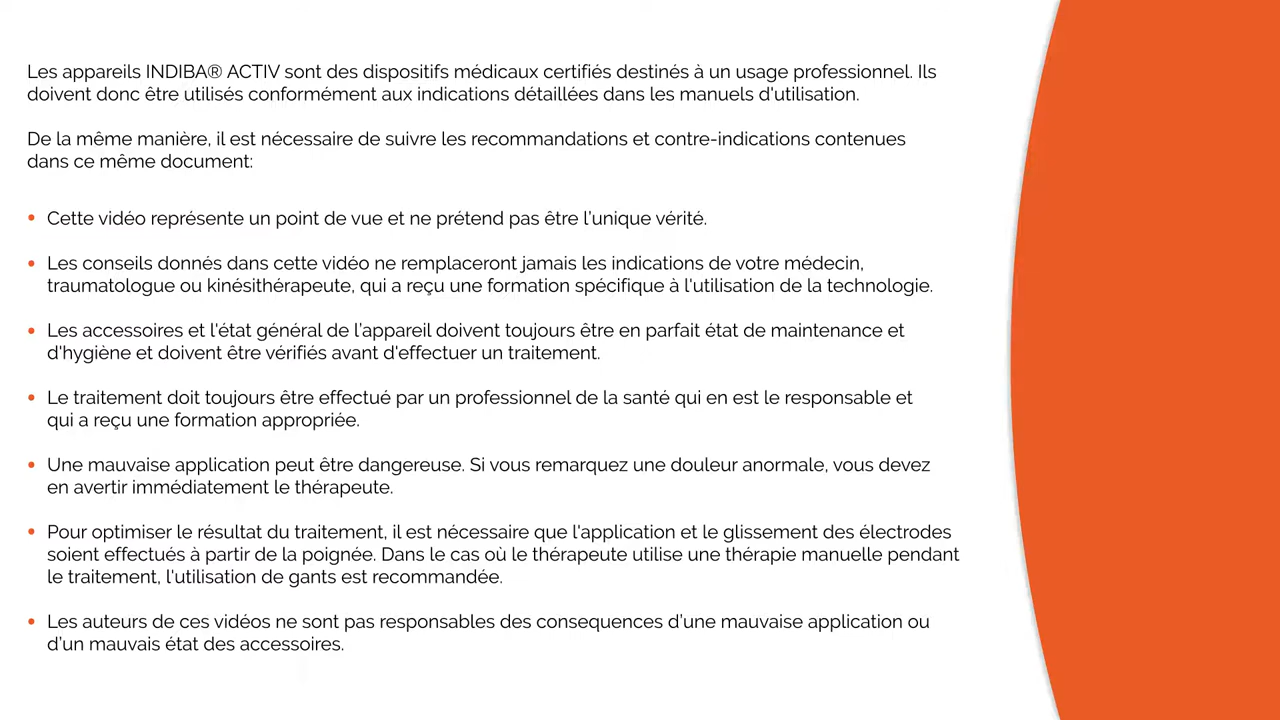 Les appareils INDIBA® ACTIV sont des dispositifs médicaux certifiés destinés à un usage professionnel. Ils
doivent donc être utilisés conformément aux indications détaillées dans les manuels d'utilisation.
De la même manière, il est nécessaire de suivre les recommandations et contre-indications contenues
dans ce même document:
• Cette vidéo représente un point de vue et ne prétend pas être l'unique vérité.
• Les conseils donnés dans cette vidéo ne remplaceront jamais les indications de votre médecin,
traumatologue ou kinésithérapeute, qui a reçu une formation spécifique à l'utilisation de la technologie.
• Les accessoires et l'état général de l'appareil doivent toujours être en parfait état de maintenance et
d'hygiène et doivent être vérifiés avant d'effectuer un traitement.
• Le traitement doit toujours être effectué par un professionnel de la santé qui en est le responsable et
qui a reçu une formation appropriée.
• Une mauvaise application peut être dangereuse. Si vous remarquez une douleur anormale, vous devez
en avertir immédiatement le thérapeute.
• Pour optimiser le résultat du traitement, il est nécessaire que l'application et le glissement des électrodes
soient effectués à partir de la poignée. Dans le cas où le thérapeute utilise une thérapie manuelle pendant
le traitement, l'utilisation de gants est recommandée.
• Les auteurs de ces vidéos ne sont pas responsables des consequences d'une mauvaise application ou
d'un mauvais état des accessoires.